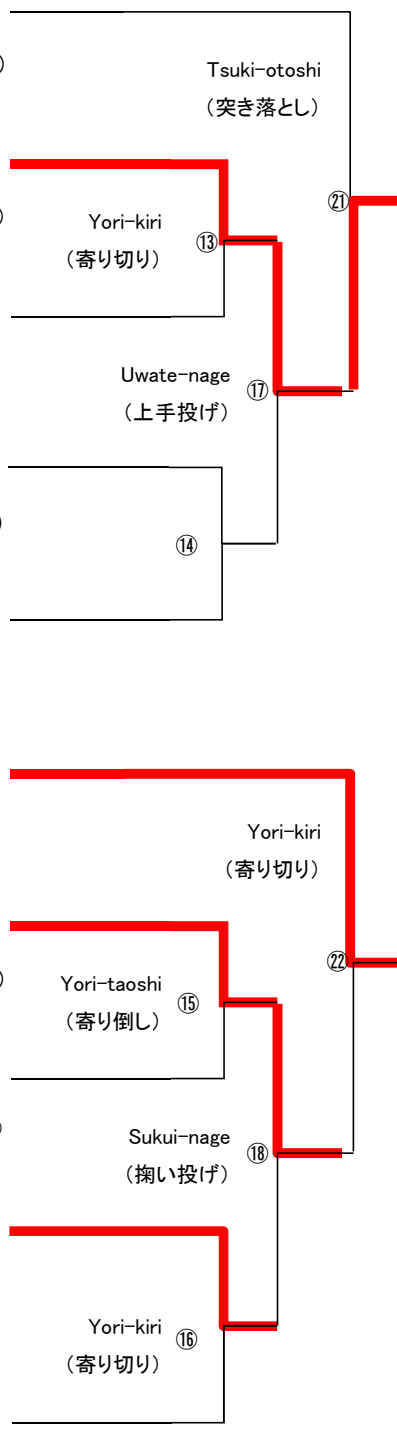 Tsuki-otoshi
（突き落とし）
㉑
Yori-kiri
⑬
（寄り切り）
Uwate-nage
⑰
（上手投げ）
⑭
Yori-kiri
（寄り切り）
㉒
Yori-taoshi
⑮
（寄り倒し）
Sukui-nage
⑱
（掬い投げ）
Yori-kiri
⑯
（寄り切り）